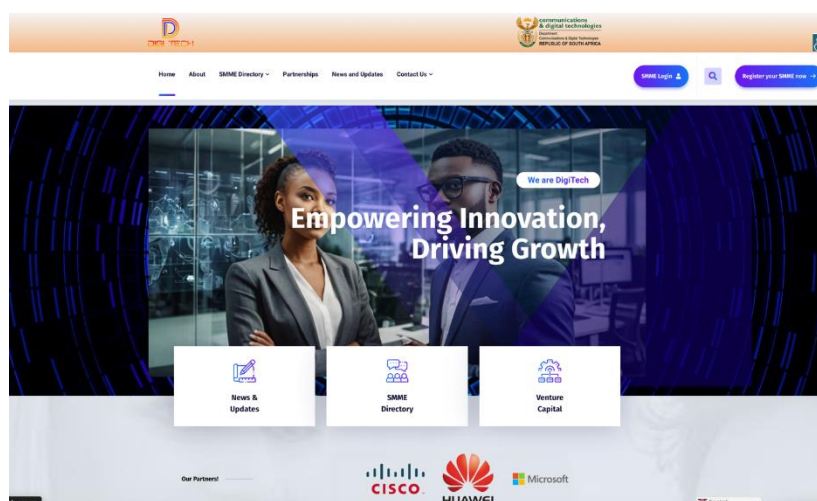 DIGI TECH
communications
& digital technologies
Department:
Communications & Digital Technologies
REPUBLIC OF SOUTH AFRICA
Home About SMME Directory Partnerships News and Updates Contact Us SMME Login Register your SMME now
We are DigiTech
Empowering Innovation,
Driving Growth
News &
Updates
SMME
Directory
Venture
Capital
Our Partners!
CISCO
HUAWEI
Microsoft